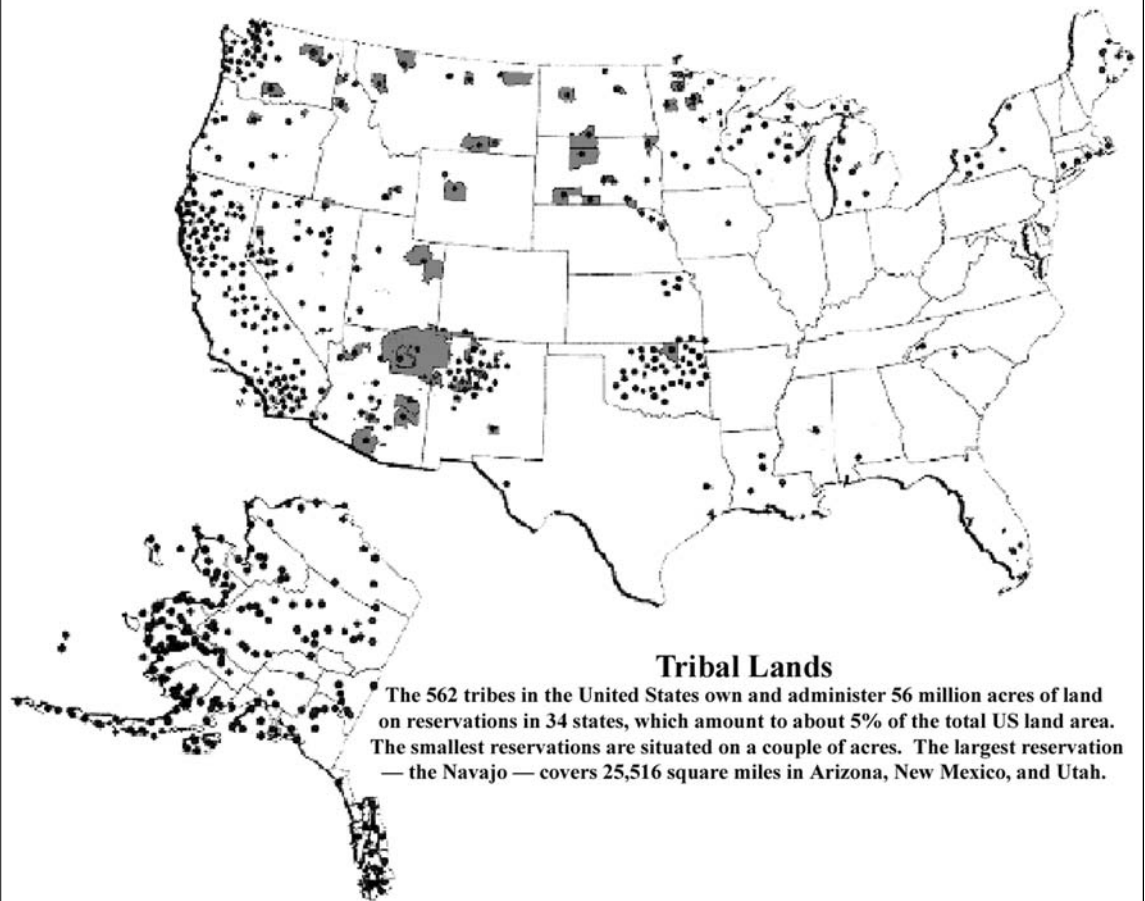 Tribal Lands
The 562 tribes in the United States own and administer 56 million acres of land
on reservations in 34 states, which amount to about 5% of the total US land area.
The smallest reservations are situated on a couple of acres. The largest reservation
— the Navajo — covers 25,516 square miles in Arizona, New Mexico, and Utah.